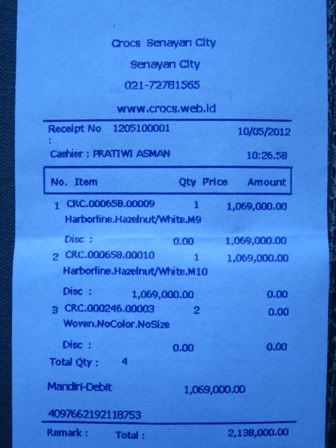 Crocs Senayan City
Senayan City
021-72781565
www.crocs.web.id
Receipt No 1205100001 10/05/2012
:
Cashier : PRATIWI ASMAN 10:26.58
No. Item Qty Price Amount
1 CRC.000658.00009 1 1,069,000.00
Harborline.Hazelnut/White.M9
Disc : 0.00 1,069,000.00
2 CRC.000658.00010 1 1,069,000.00
Harborline.Hazelnut/White.M10
Disc : 1,069,000.00 0.00
3 CRC.000246.00003 2 0.00
Woven.NoColor.NoSize
Disc : 0.00 0.00
Total Qty : 4
Mandiri-Debit 1,069,000.00
4097662192118753
Remark : Total : 2,138,000.00